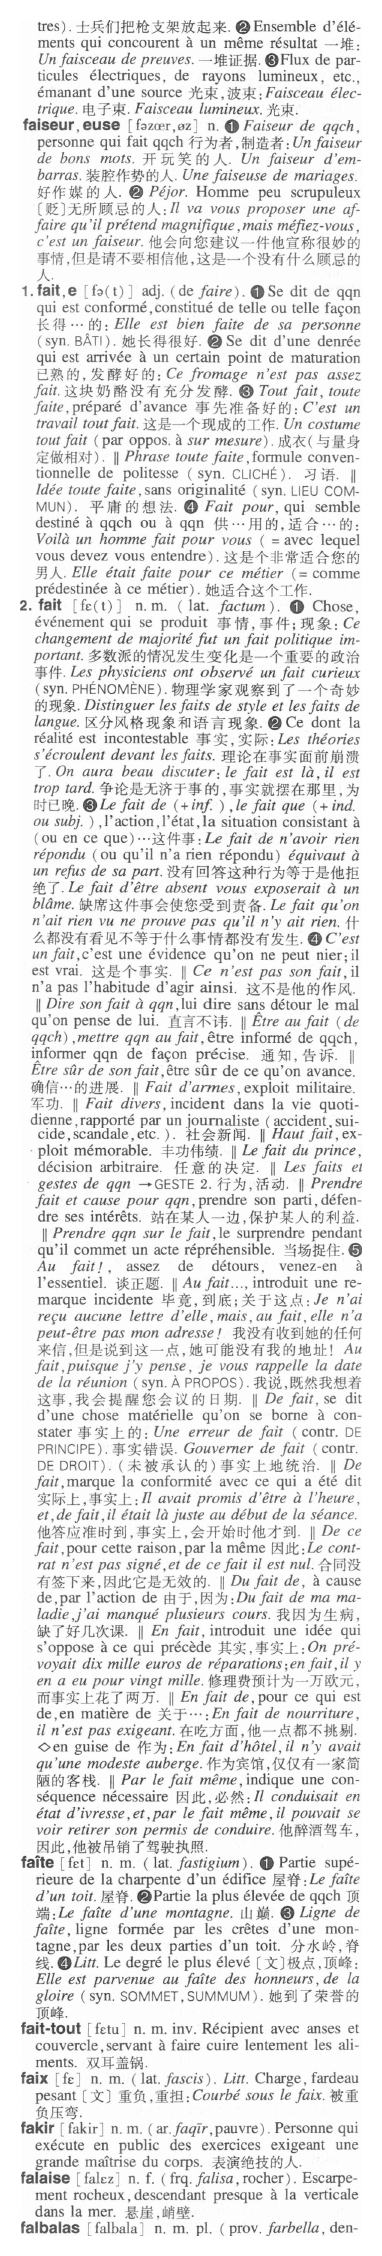 tres). 士兵们把枪支架放起来. ❷Ensemble d'élé-
ments qui concourent à un même résultat 一堆:
Un faisceau de preuves. 一堆证据. ❸Flux de par-
ticules électriques, de rayons lumineux, etc.,
émanant d'une source 光束,波束:Faisceau élec-
trique. 电子束. Faisceau lumineux. 光束.
faiseur, euse [fəzœr,øz] n. ❶ Faiseur de qqch,
personne qui fait qqch 行为者,制造者:Un faiseur
de bons mots. 开玩笑的人. Un faiseur d'em-
barras. 装腔作势的人. Une faiseuse de mariages.
好作媒的人. ❷ Péjor. Homme peu scrupuleux
[贬]无所顾忌的人:Il va vous proposer une af-
faire qu'il prétend magnifique,mais méfiez-vous,
c'est un faiseur. 他会向您建议一件他宣称很妙的
事情,但是请不要相信他,这是一个没有什么顾忌的
人.
1. fait,e [fɛ(t)] adj. (de faire). ❶Se dit de qqn
qui est conformé,constitué de telle ou telle façon
长得…的: Elle est bien faite de sa personne
(syn. BÂTI). 她长得很好. ❷ Se dit d'une denrée
qui est arrivée à un certain point de maturation
已熟的,发酵好的: Ce fromage n'est pas assez
fait. 这块奶酪没有充分发酵. ❸ Tout fait, toute
faite,préparé d'avance 事先准备好的: C'est un
travail tout fait. 这是一个现成的工作. Un costume
tout fait (par oppos. à sur mesure). 成衣(与量身
定做相对). ‖ Phrase toute faite,formule conven-
tionnelle de politesse (syn. CLICHÉ). 习语. ‖
Idée toute faite,sans originalité (syn. LIEU COM-
MUN). 平庸的想法. ❹ Fait pour, qui semble
destiné à qqch ou à qqn 供…用的,适合…的:
Voilà un homme fait pour vous (=avec lequel
vous devez vous entendre). 这是个非常适合您的
男人. Elle était faite pour ce métier (=comme
prédestinée à ce métier). 她适合这个工作.
2. fait [fɛ(t)] n. m. (lat. factum). ❶ Chose,
événement qui se produit 事情,事件;现象:Ce
changement de majorité fut un fait politique im-
portant. 多数派的情况发生变化是一个重要的政治
事件. Les physiciens ont observé un fait curieux
(syn. PHÉNOMÈNE). 物理学家观察到了一个奇妙
的现象. Distinguer les faits de style et les faits de
langue. 区分风格现象和语言现象. ❷Ce dont la
réalité est incontestable 事实,实际:Les théories
s'écroulent devant les faits. 理论在事实面前崩溃
了. On aura beau discuter: le fait est là, il est
trop tard. 争论是无济于事的,事实就摆在那里,为
时已晚. ❸Le fait de (+inf.),le fait que (+ind.
ou subj.),l'action,l'état,la situation consistant à
(ou en ce que)…这件事:Le fait de n'avoir rien
répondu (ou qu'il n'a rien répondu) équivaut à
un refus de sa part. 没有回答这种行为等于是他拒
绝了. Le fait d'être absent vous exposerait à un
blâme. 缺席这件事会使您受到责备. Le fait qu'on
n'ait rien vu ne prouve pas qu'il n'y ait rien. 什
么都没有看见不等于什么事情都没有发生. ❹ C'est
un fait,c'est une évidence qu'on ne peut nier;il
est vrai. 这是个事实. ‖ Ce n'est pas son fait,il
n'a pas l'habitude d'agir ainsi. 这不是他的作风.
‖ Dire son fait à qqn,lui dire sans détour le mal
qu'on pense de lui. 直言不讳. ‖ Être au fait (de
qqch),mettre qqn au fait,être informé de qqch,
informer qqn de façon précise. 通知,告诉. ‖
Être sûr de son fait,être sûr de ce qu'on avance.
确信…的进展. ‖ Fait d'armes,exploit militaire.
军功. ‖ Fait divers, incident dans la vie quoti-
dienne,rapporté par un journaliste (accident,sui-
cide,scandale,etc.). 社会新闻. ‖ Haut fait,ex-
ploit mémorable. 丰功伟绩. ‖ Le fait du prince,
décision arbitraire. 任意的决定. ‖ Les faits et
gestes de qqn →GESTE 2. 行为,活动. ‖ Prendre
fait et cause pour qqn,prendre son parti,défen-
dre ses intérêts. 站在某人一边,保护某人的利益.
‖ Prendre qqn sur le fait,le surprendre pendant
qu'il commet un acte répréhensible. 当场捉住. ❺
Au fait!, assez de détours, venez-en à
l'essentiel. 谈正题. ‖ Au fait..., introduit une re-
marque incidente 毕竟,到底;关于这点:Je n'ai
reçu aucune lettre d'elle,mais,au fait,elle n'a
peut-être pas mon adresse! 我没有收到她的任何
来信,但是说到这一点,她可能没有我的地址! Au
fait,puisque j'y pense, je vous rappelle la date
de la réunion (syn. À PROPOS). 我说,既然我想着
这事,我会提醒您会议的日期. ‖ De fait, se dit
d'une chose matérielle qu'on se borne à con-
stater 事实上的: Une erreur de fait (contr. DE
PRINCIPE). 事实错误. Gouverner de fait (contr.
DE DROIT). (未被承认的)事实上地统治. ‖ De
fait,marque la conformité avec ce qui a été dit
实际上,事实上:Il avait promis d'être à l'heure,
et,de fait,il était là juste au début de la séance.
他答应准时到,事实上,会开始时他才到. ‖ De ce
fait,pour cette raison,par là même 因此:Le cont-
rat n'est pas signé,et de ce fait il est nul. 合同没
有签下来,因此它是无效的. ‖ Du fait de, à cause
de,par l'action de 由于,因为:Du fait de ma ma-
ladie,j'ai manqué plusieurs cours. 我因为生病,
缺了好几次课. ‖ En fait, introduit une idée qui
s'oppose à ce qui précède 其实,事实上:On pré-
voyait dix mille euros de réparations;en fait,il y
en a eu pour vingt mille. 修理费预计为一万欧元,
而事实上花了两万. ‖ En fait de,pour ce qui est
de,en matière de 关于…:En fait de nourriture,
il n'est pas exigeant. 在吃方面,他一点都不挑剔.
◇en guise de 作为:En fait d'hôtel,il n'y avait
qu'une modeste auberge. 作为宾馆,仅仅有一家简
陋的客栈. ‖ Par le fait même,indique une con-
séquence nécessaire 因此,必然:Il conduisait en
état d'ivresse,et,par le fait même,il pouvait se
voir retirer son permis de conduire. 他醉酒驾车,
因此,他被吊销了驾驶执照.
faîte [fɛt] n. m. (lat. fastigium). ❶ Partie supé-
rieure de la charpente d'un édifice 屋脊:Le faîte
d'un toit. 屋脊. ❷Partie la plus élevée de qqch 顶
端:Le faîte d'une montagne. 山巅. ❸ Ligne de
faîte,ligne formée par les crêtes d'une mon-
tagne,par les deux parties d'un toit. 分水岭,脊
线. ❹Litt. Le degré le plus élevé [文]极点,顶峰:
Elle est parvenue au faîte des honneurs,de la
gloire (syn. SOMMET,SUMMUM). 她到了荣誉的
顶峰.
fait-tout [fɛtu] n. m. inv. Récipient avec anses et
couvercle,servant à faire cuire lentement les ali-
ments. 双耳盖锅.
faix [fɛ] n. m. (lat. fascis). Litt. Charge, fardeau
pesant [文] 重负,重担:Courbé sous le faix. 被重
负压弯.
fakir [fakir] n. m. (ar. faqīr,pauvre). Personne qui
exécute en public des exercices exigeant une
grande maîtrise du corps. 表演绝技的人.
falaise [falɛz] n. f. (frq. falisa,rocher). Escarpe-
ment rocheux,descendant presque à la verticale
dans la mer. 悬崖,峭壁.
falbalas [falbala] n. m. pl. (prov. farbella, den-